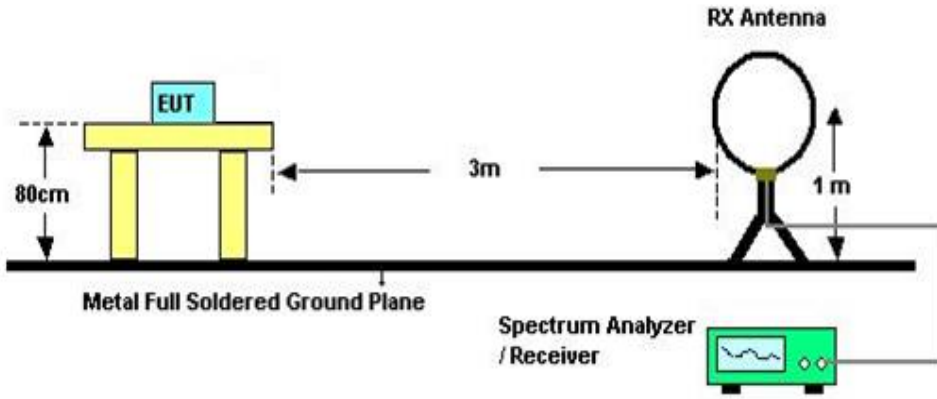 RX Antenna
EUT
80cm
3m
1 m
Metal Full Soldered Ground Plane
Spectrum Analyzer
/ Receiver